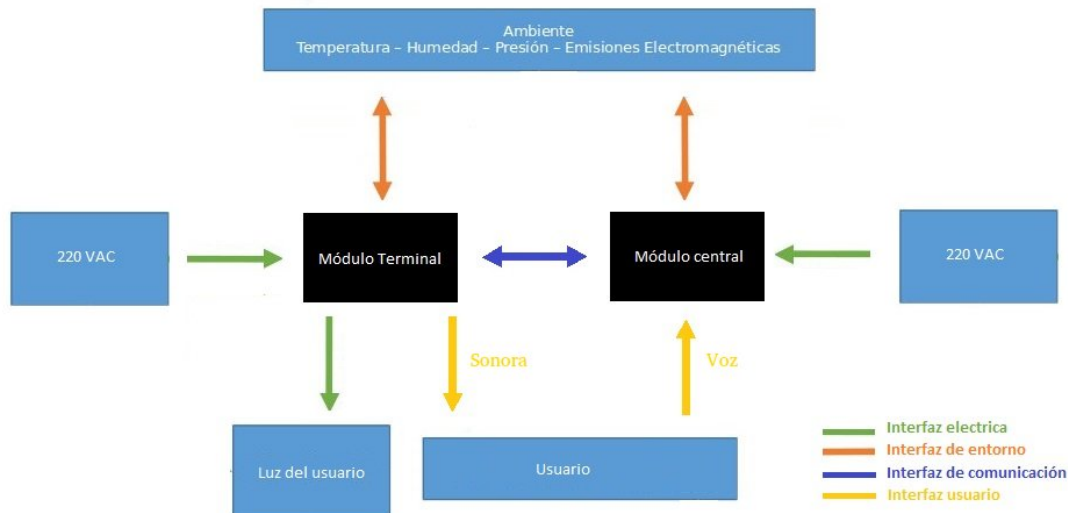 Ambiente
Temperatura – Humedad – Presión – Emisiones Electromagnéticas
220 VAC
Módulo Terminal
Módulo central
220 VAC
Sonora
Voz
Luz del usuario
Usuario
Interfaz electrica
Interfaz de entorno
Interfaz de comunicación
Interfaz usuario